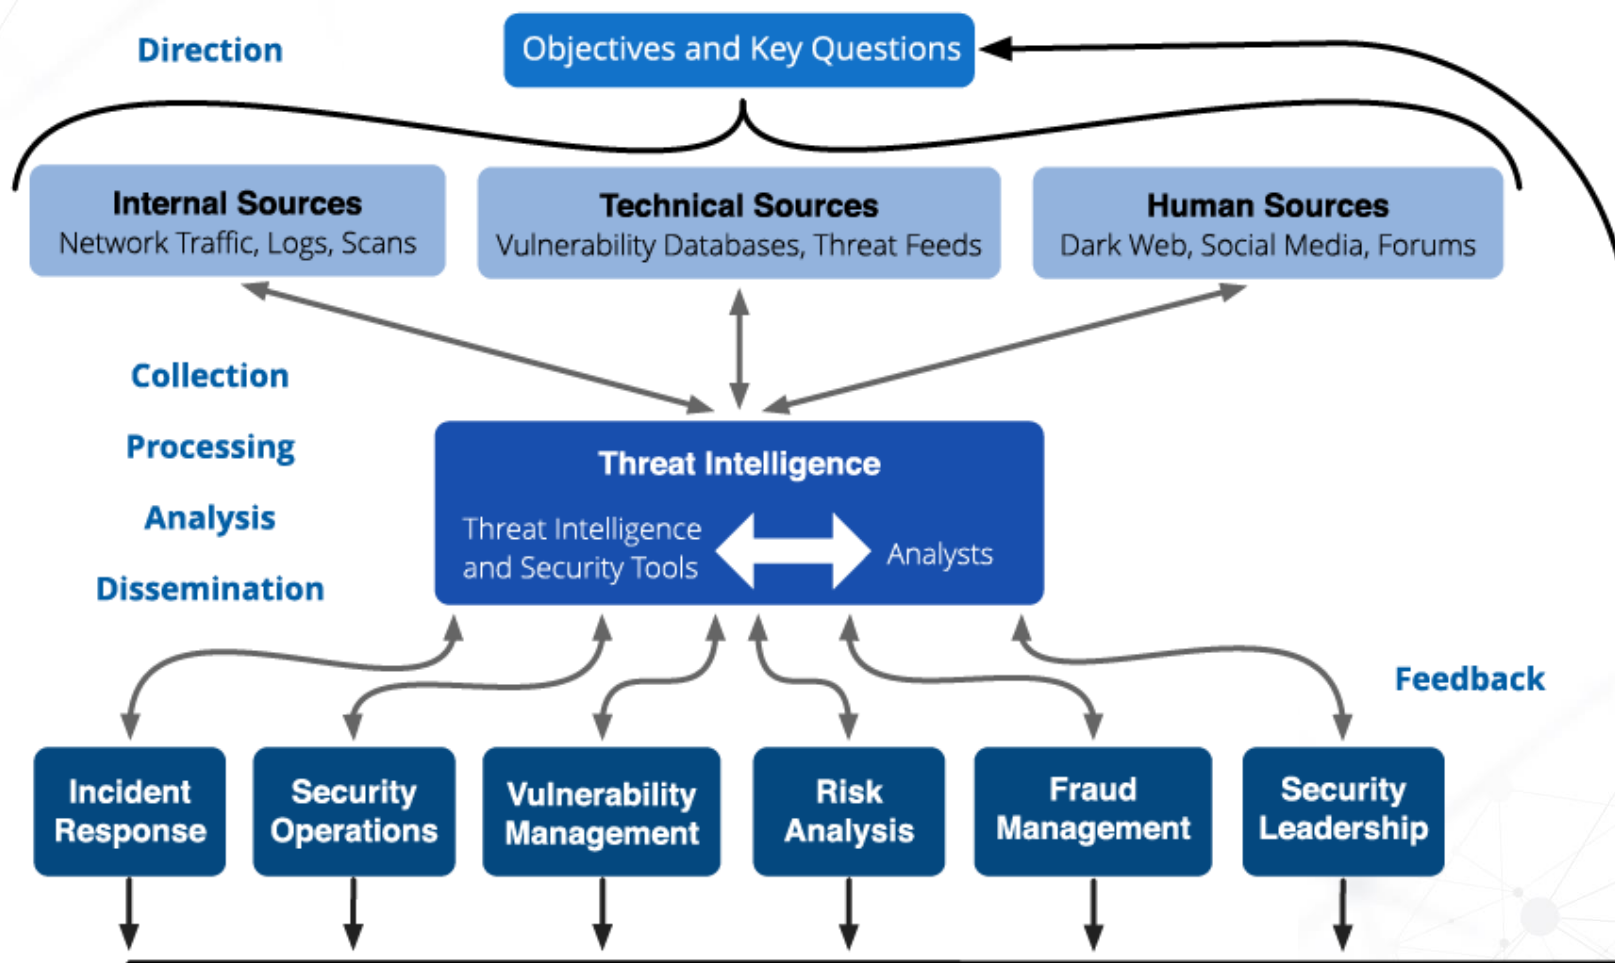 Direction
Objectives and Key Questions
Internal Sources
Network Traffic, Logs, Scans
Technical Sources
Vulnerability Databases, Threat Feeds
Human Sources
Dark Web, Social Media, Forums
Collection
Processing
Analysis
Dissemination
Threat Intelligence
Threat Intelligence
and Security Tools
Analysts
Feedback
Incident
Response
Security
Operations
Vulnerability
Management
Risk
Analysis
Fraud
Management
Security
Leadership